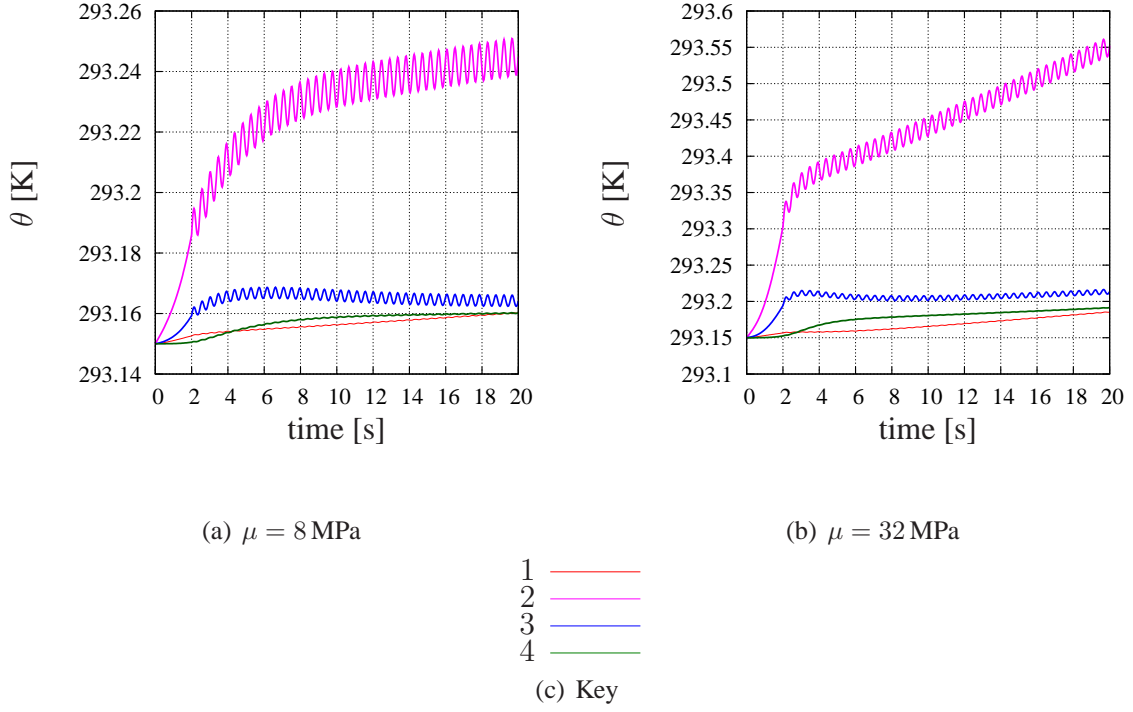 293.26
293.24
293.22
293.2
293.18
293.16
293.14
θ [K]
0 2 4 6 8 10 12 14 16 18 20
time [s]
293.6
293.55
293.5
293.45
293.4
293.35
293.3
293.25
293.2
293.15
293.1
θ [K]
0 2 4 6 8 10 12 14 16 18 20
time [s]
(a) μ = 8 MPa
(b) μ = 32 MPa
1
2
3
4
(c) Key